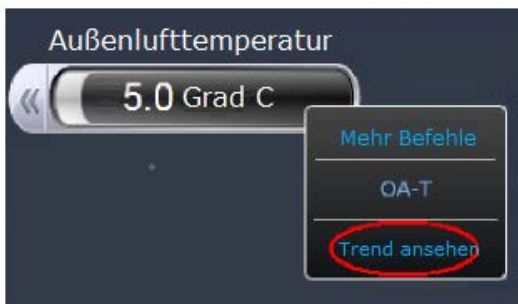 Außenlufttemperatur
5.0 Grad C
Mehr Befehle
OA-T
Trend ansehen